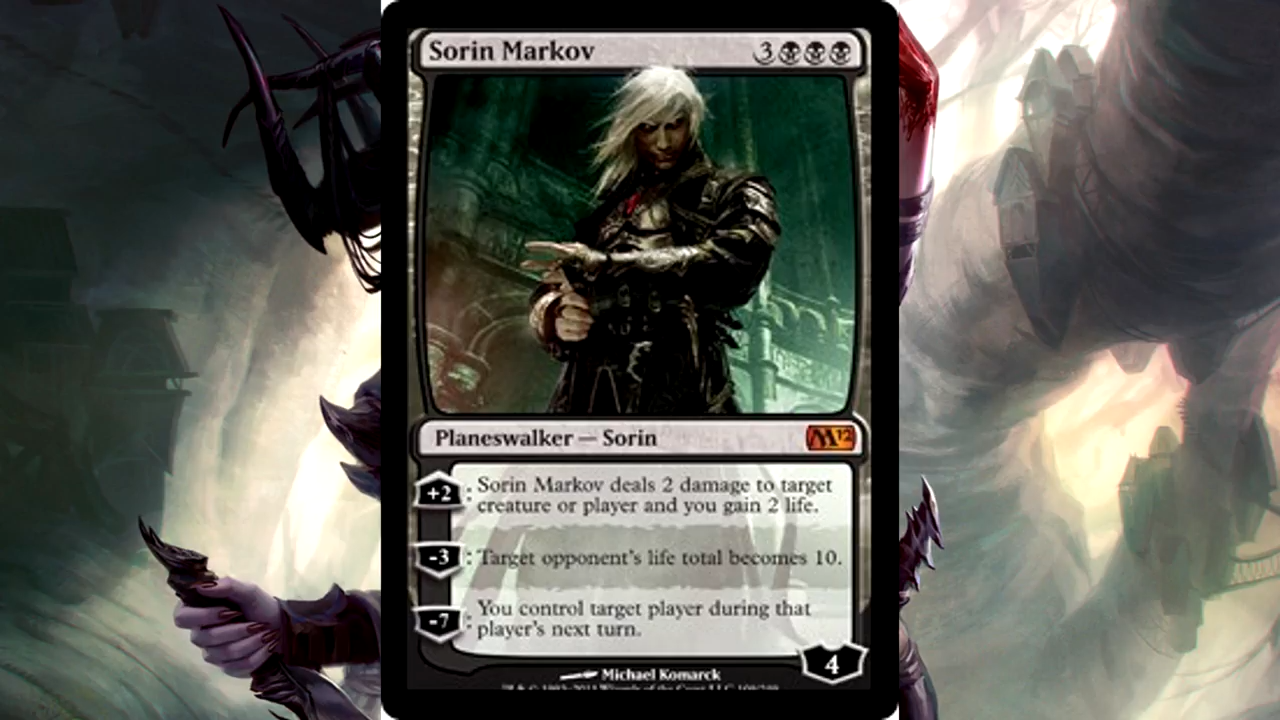 Sorin Markov 3
Planeswalker — Sorin
M12
+2: Sorin Markov deals 2 damage to target
creature or player and you gain 2 life.
-3: Target opponent's life total becomes 10.
-7: You control target player during that
player's next turn.
4
Michael Komarck